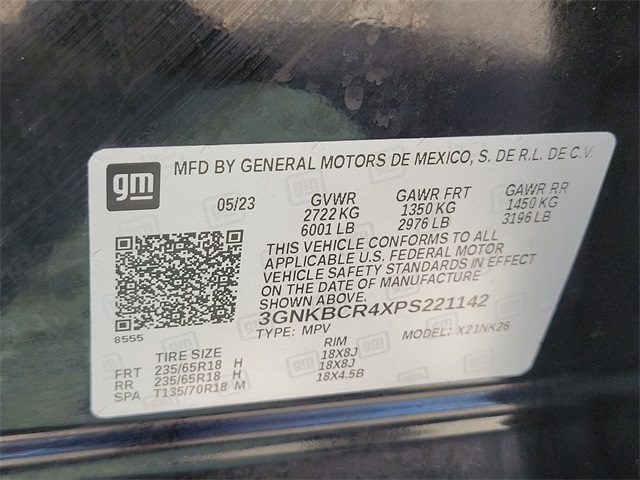 gm
MFD BY GENERAL MOTORS DE MEXICO, S. DE R.L. DE C.V.
05/23 GVWR GAWR FRT GAWR RR
2722 KG 1350 KG 1450 KG
6001 LB 2976 LB 3196 LB
THIS VEHICLE CONFORMS TO ALL
APPLICABLE U.S. FEDERAL MOTOR
VEHICLE SAFETY STANDARDS IN EFFECT
ON THE DATE OF MANUFACTURE
SHOWN ABOVE.
3GNKBCR4XPS221142
8555
TYPE: MPV MODEL: X21NK26
TIRE SIZE RIM
FRT 235/65R18 H 18X8J
RR 235/65R18 H 18X8J
SPA T135/70R18 M 18X4.5B